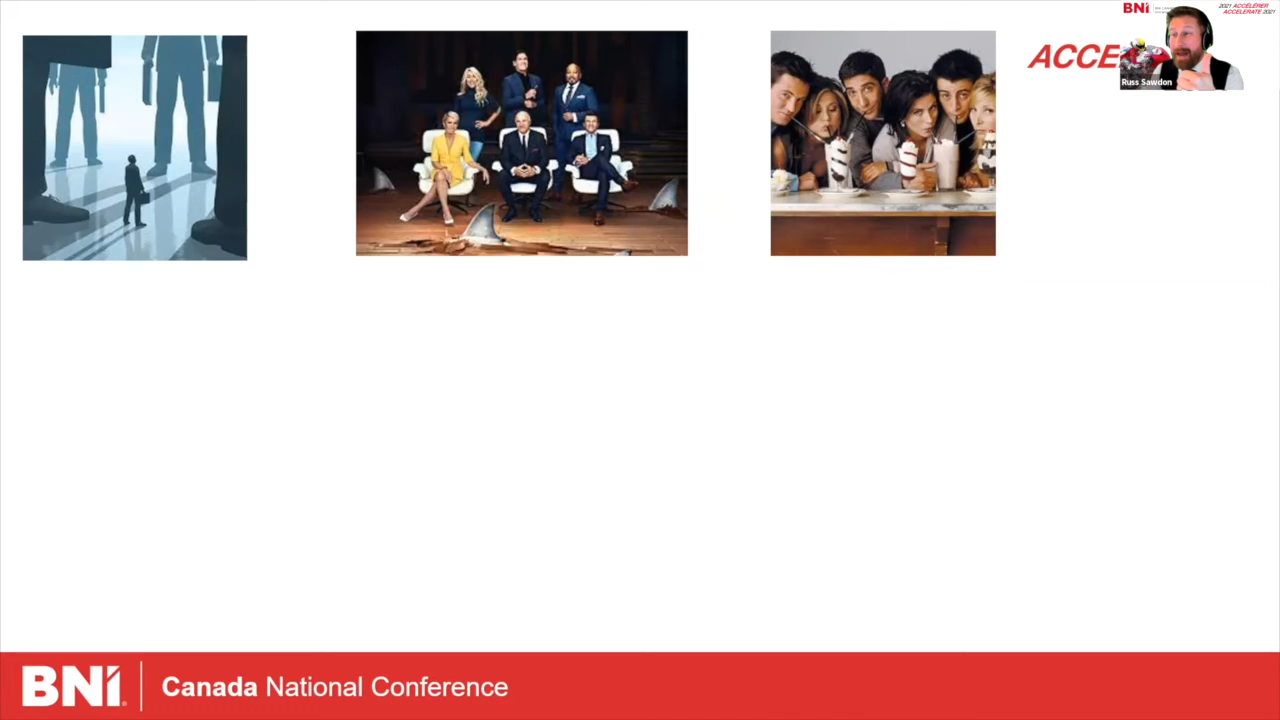 BNI
2021 ACCÉLÉRER
ACCELERATE 2021
ACCE
Russ Sawdon
BNI
Canada National Conference